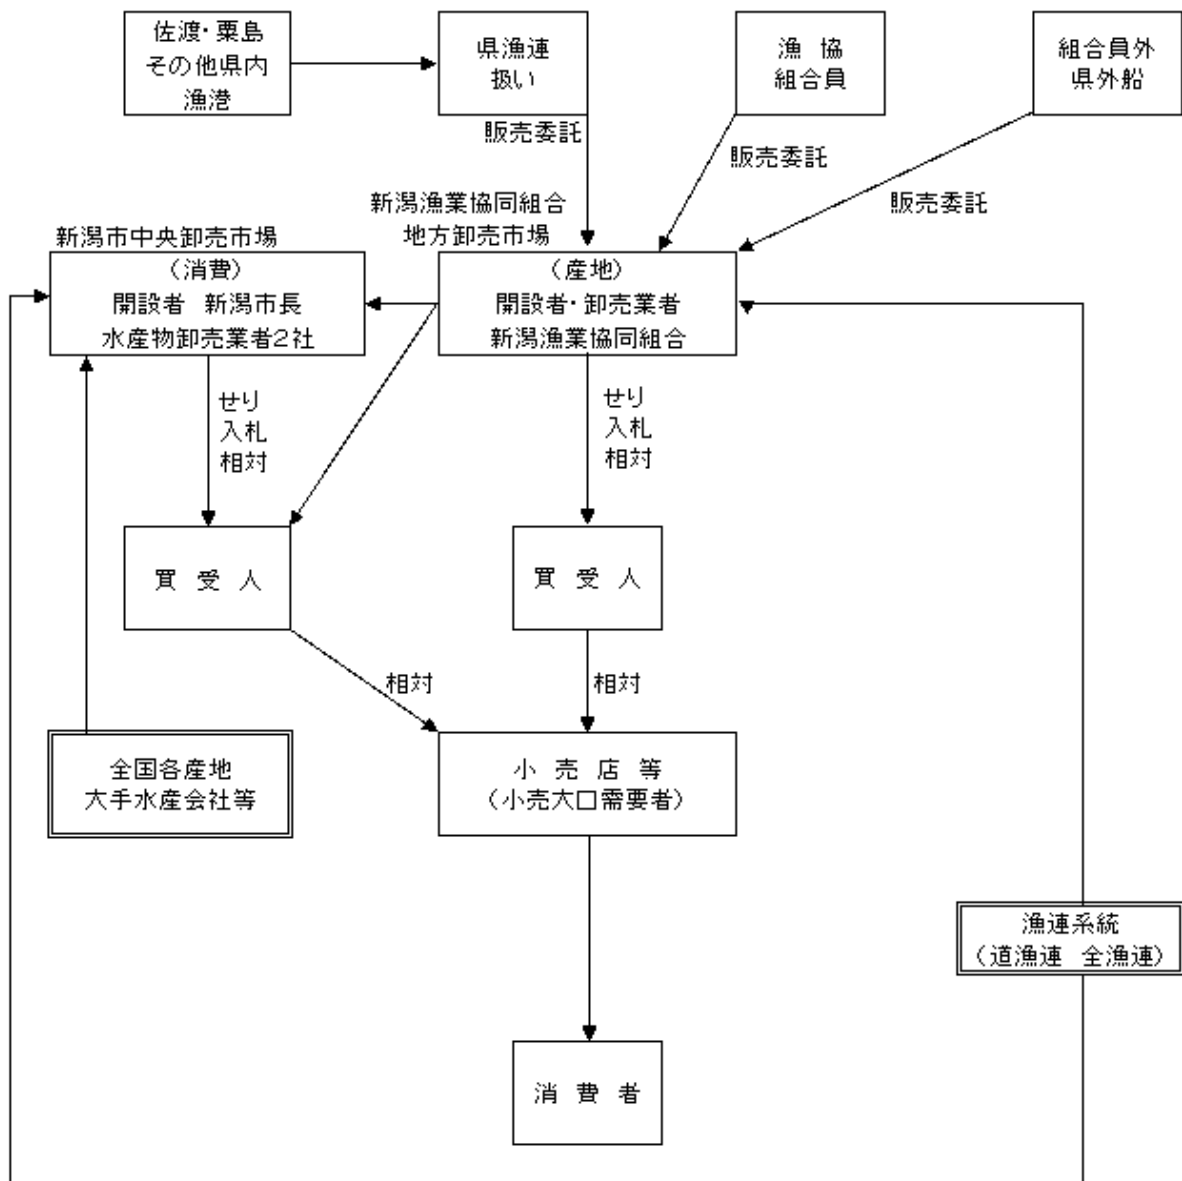 佐渡・粟島
その他県内
漁港
県漁連
扱い
漁 協
組合員
組合員外
県外船
販売委託
販売委託
販売委託
新潟漁業協同組合
地方卸売市場
新潟市中央卸売市場
（消費）
開設者 新潟市長
水産物卸売業者2社
（産地）
開設者・卸売業者
新潟漁業協同組合
せり
入札
相対
せり
入札
相対
買 受 人
買 受 人
相対
相対
全国各産地
大手水産会社等
小 売 店 等
（小売大口需要者）
漁連系統
（道漁連 全漁連）
消 費 者